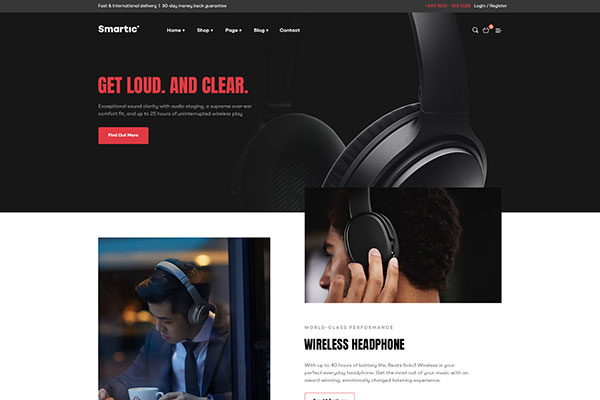 Fast & international delivery | 30-day money back guarantee
Login / Register
Smartic
Home + Shop + Page + Blog + Contact
GET LOUD. AND CLEAR.
Exceptional sound clarity with audio staging, a supreme over-ear
comfort fit, and up to 25 hours of uninterrupted wireless play
Find Out More
WORLD-CLASS PERFORMANCE
WIRELESS HEADPHONE
With up to 40 hours of battery life, Beats Solo3 Wireless is your
perfect everyday headphone. Get the most out of your music with an
award-winning, emotionally charged listening experience.